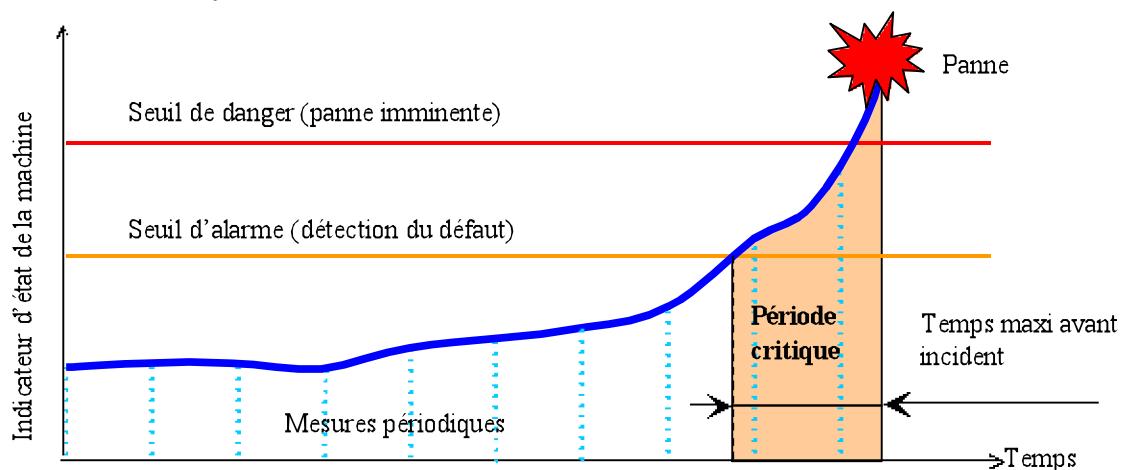 Panne
Seuil de danger (panne imminente)
Seuil d'alarme (détection du défaut)
Indicateur d'état de la machine
Période
critique
Temps maxi avant
incident
Mesures périodiques
Temps